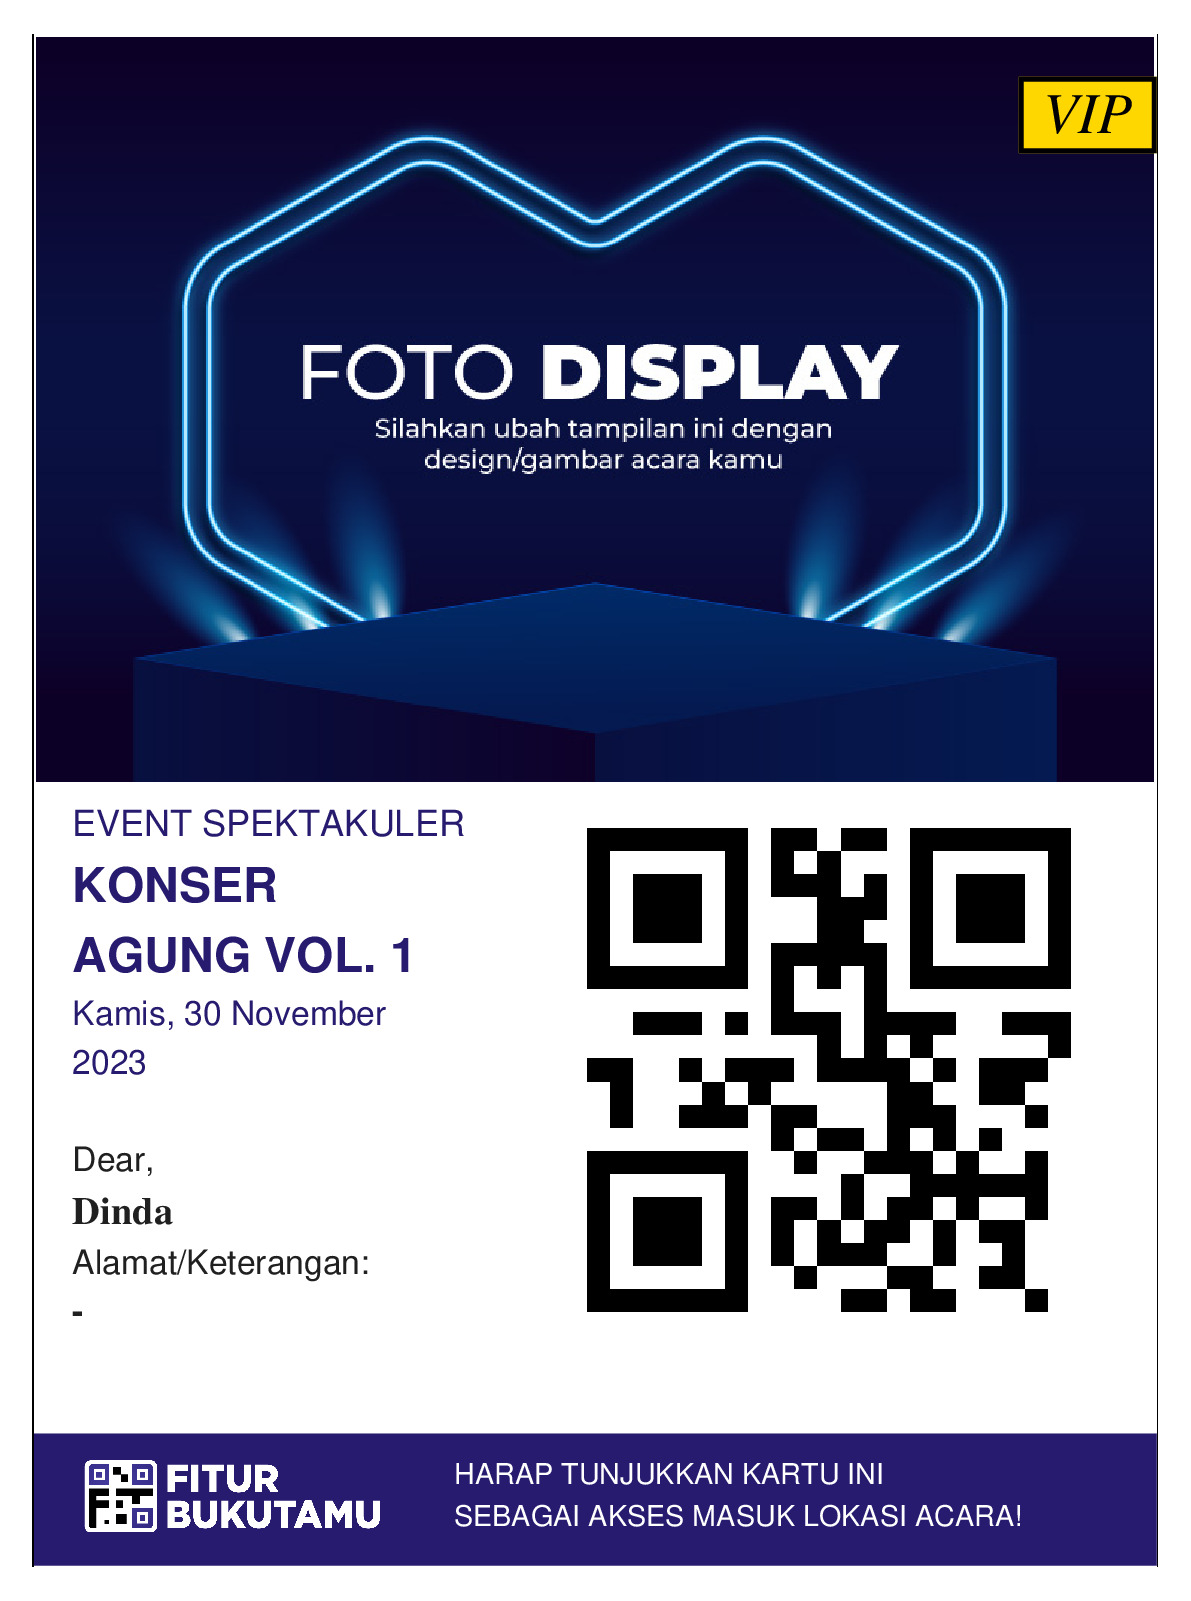 VIP
FOTO DISPLAY
Silahkan ubah tampilan ini dengan
design/gambar acara kamu
EVENT SPEKTAKULER
KONSER
AGUNG VOL. 1
Kamis, 30 November
2023
Dear,
Dinda
Alamat/Keterangan:
-
FITUR
BUKUTAMU
HARAP TUNJUKKAN KARTU INI
SEBAGAI AKSES MASUK LOKASI ACARA!